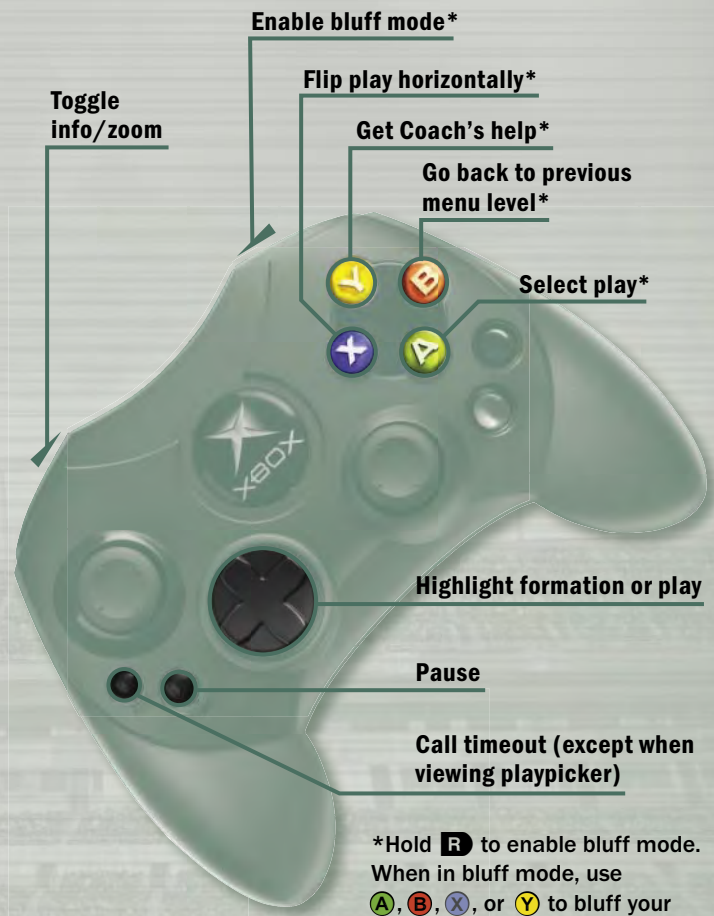 Enable bluff mode*
Flip play horizontally*
Toggle
info/zoom
Get Coach's help*
Go back to previous
menu level*
Select play*
Y
B
X
A
XBOX
Highlight formation or play
Pause
Call timeout (except when
viewing playpicker)
*Hold R to enable bluff mode.
When in bluff mode, use
A, B, X, or Y to bluff your